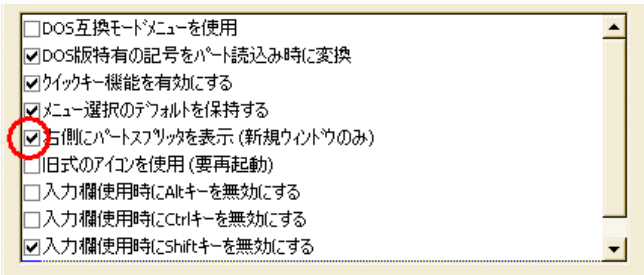 DOS互換モードメニューを使用
DOS版特有の記号をパート読込み時に変換
クイックキー機能を有効にする
メニュー選択のデフォルトを保持する
右側にパートスプリッタを表示(新規ウィンドウのみ)
旧式のアイコンを使用(要再起動)
入力欄使用時にAltキーを無効にする
入力欄使用時にCtrlキーを無効にする
入力欄使用時にShiftキーを無効にする